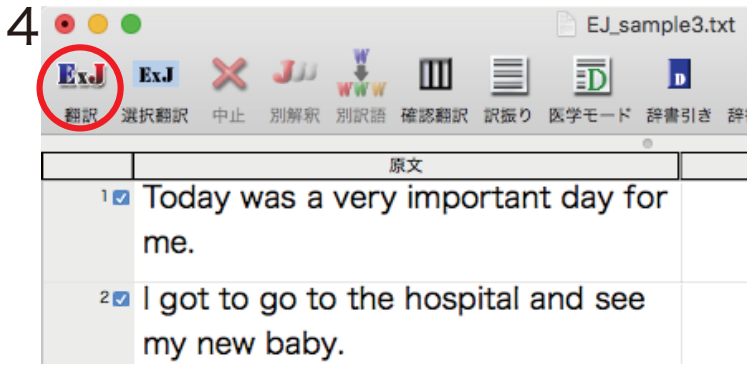 4
EJ_sample3.txt
ExJ ExJ J W WWW D D
翻訳 選択翻訳 中止 別解釈 別訳語 確認翻訳 訳振り 医学モード 辞書引き
原文
1 Today was a very important day for
me.
2 I got to go to the hospital and see
my new baby.